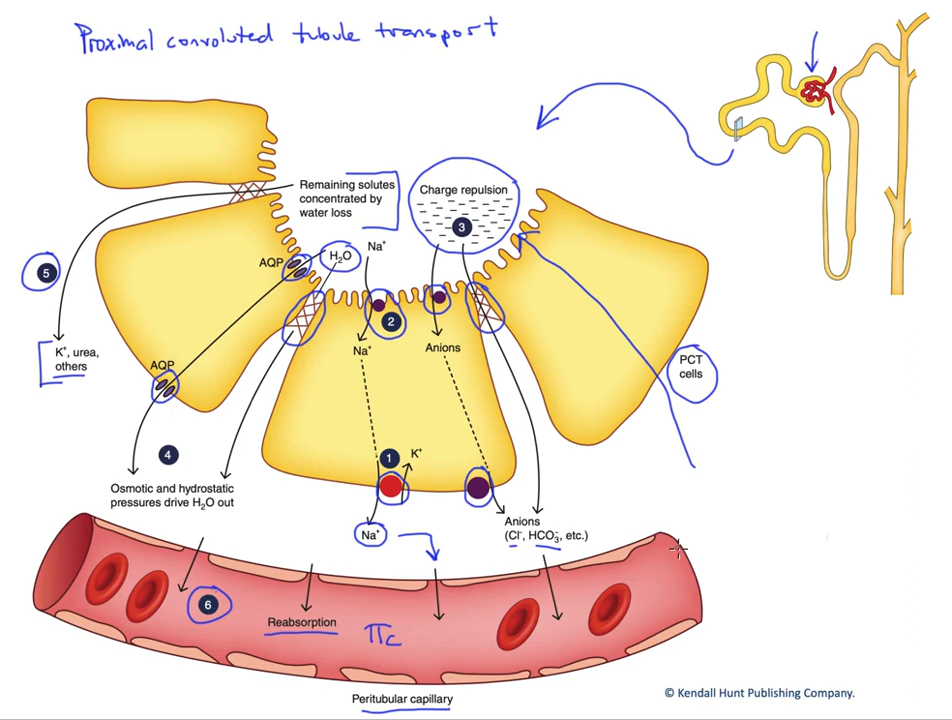 Proximal convoluted tubule transport
Remaining solutes
concentrated by
water loss
Charge repulsion
3
Na⁺
H₂O
AQP
5
2
K⁺, urea,
others
Na⁺
Anions
AQP
PCT
cells
4
1
K⁺
Osmotic and hydrostatic
pressures drive H₂O out
Na⁺
Anions
(Cl⁻, HCO₃⁻, etc.)
6
Reabsorption
πc
Peritubular capillary
© Kendall Hunt Publishing Company.